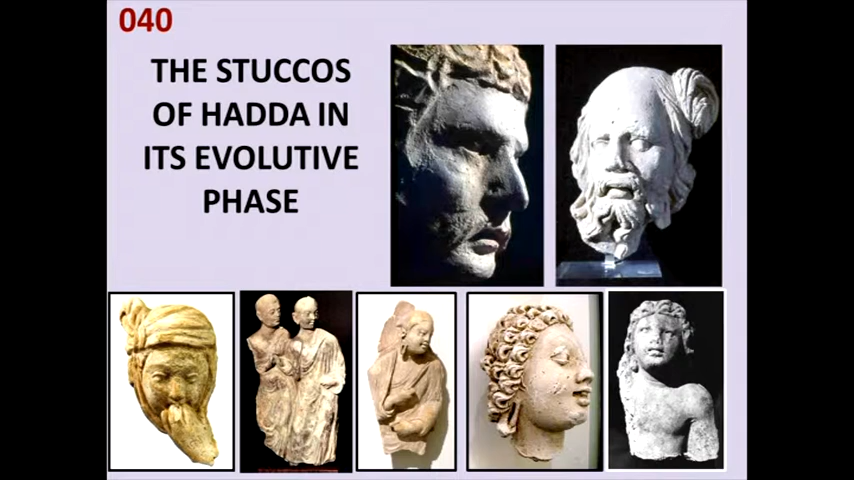 040
THE STUCCOS
OF HADDA IN
ITS EVOLUTIVE
PHASE